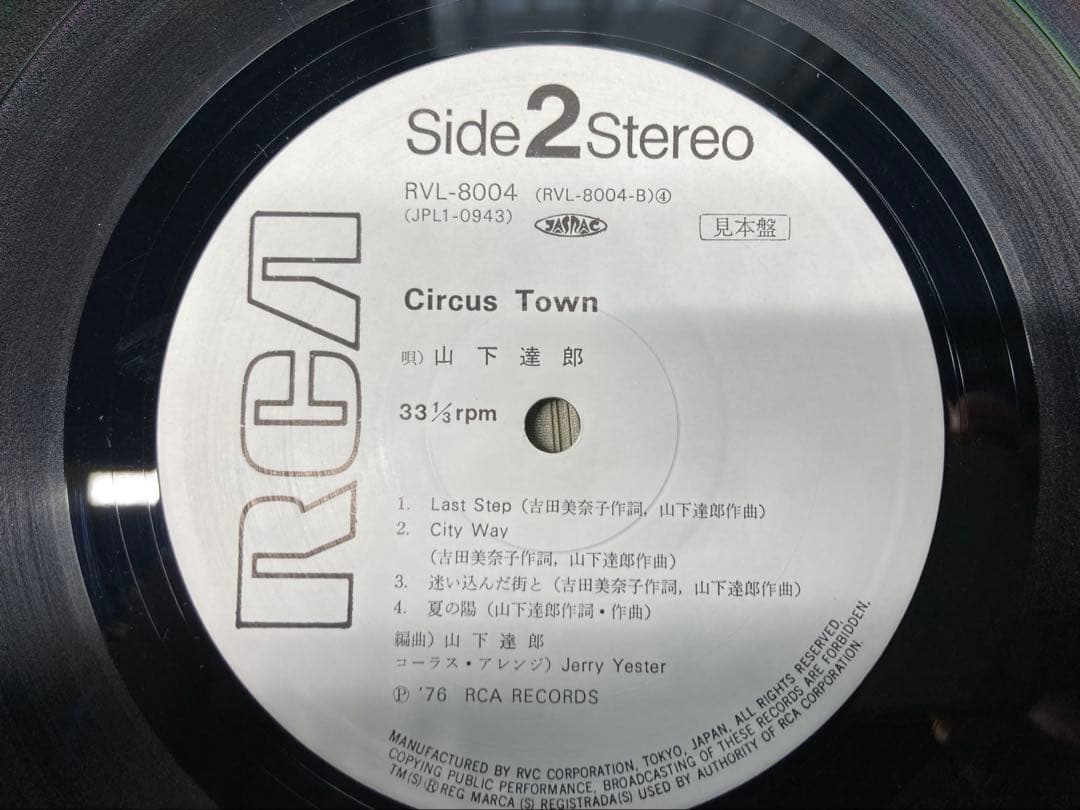 Side 2 Stereo
RVL-8004 (RVL-8004-B)④
(JPL1-0943) JASRAC 見本盤
RCA
Circus Town
唄) 山下達郎
33⅓rpm
1. Last Step (吉田美奈子作詞, 山下達郎作曲)
2. City Way
(吉田美奈子作詞, 山下達郎作曲)
3. 迷い込んだ街と (吉田美奈子作詞, 山下達郎作曲)
4. 夏の陽 (山下達郎作詞・作曲)
編曲) 山下達郎
コーラス・アレンジ) Jerry Yester
Ⓟ '76 RCA RECORDS
MANUFACTURED BY RVC CORPORATION, TOKYO, JAPAN, ALL RIGHTS RESERVED.
COPYING PUBLIC PERFORMANCE, BROADCASTING OF THESE RECORDS ARE FORBIDDEN.
TM(S)®REG MARCA (S) REGISTRADA(S) USED BY AUTHORITY OF RCA CORPORATION.